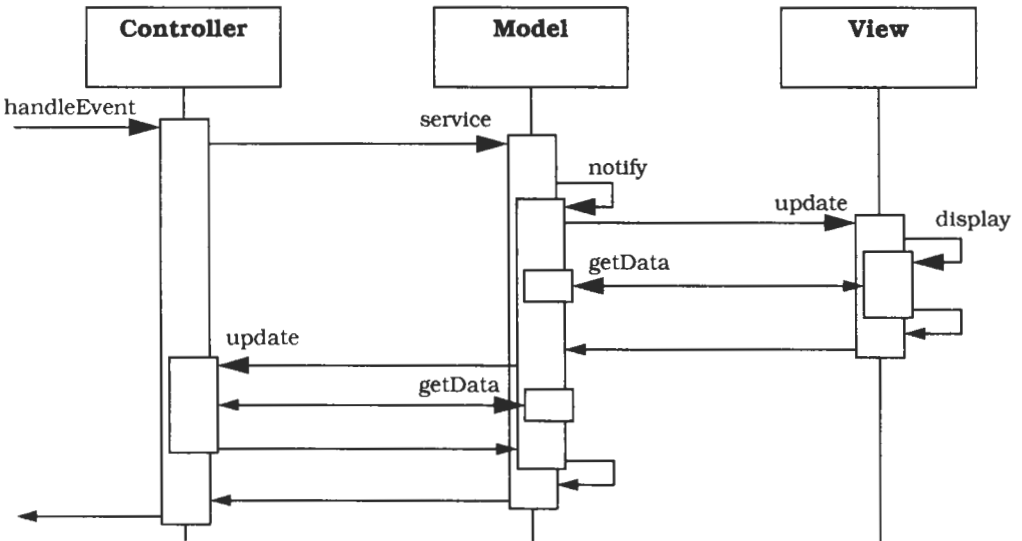 Controller
Model
View
handleEvent
service
notify
update
display
getData
update
getData